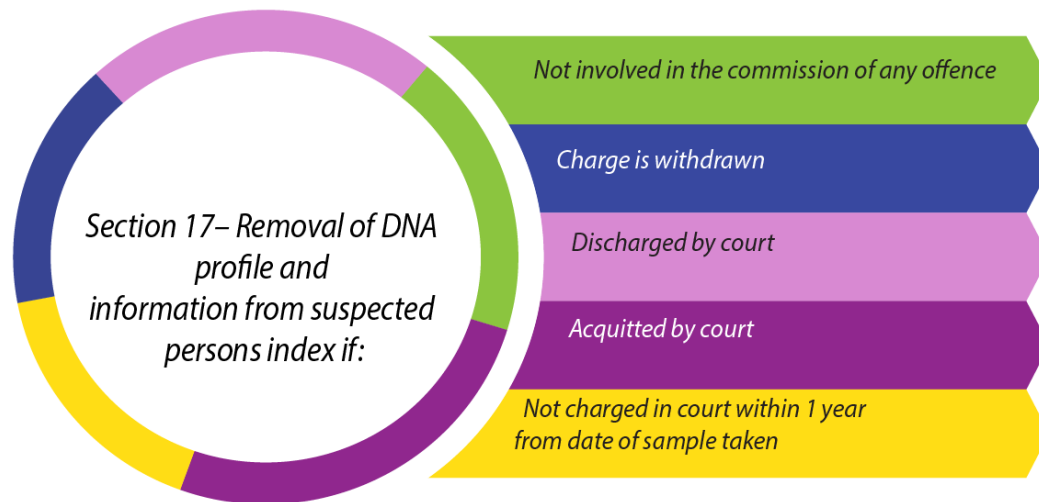 Section 17– Removal of DNA
profile and
information from suspected
persons index if:
Not involved in the commission of any offence
Charge is withdrawn
Discharged by court
Acquitted by court
Not charged in court within 1 year
from date of sample taken